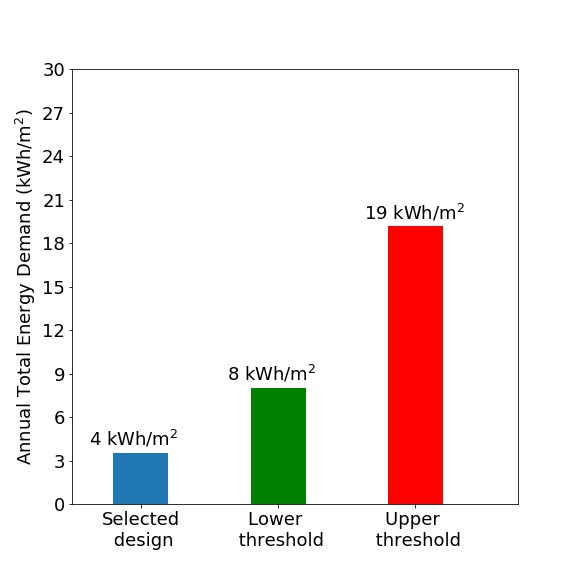 30
27
24
21
18
15
12
9
6
3
0
Annual Total Energy Demand (kWh/m²)
19 kWh/m²
8 kWh/m²
4 kWh/m²
Selected
design
Lower
threshold
Upper
threshold